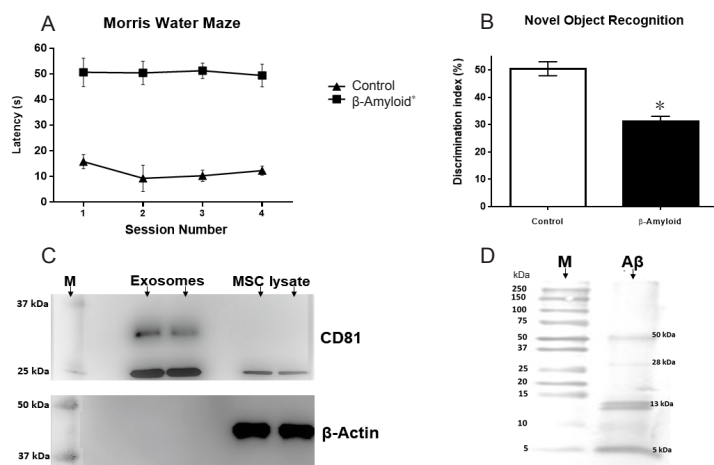 A
Morris Water Maze
Latency (s)
60
50
40
30
20
10
0
1 2 3 4
Session Number
Control
β-Amyloid*
B
Novel Object Recognition
Discrimination index (%)
60
50
40
30
20
10
0
*
Control β-Amyloid
C
M Exosomes MSC lysate
37 kDa
25 kDa
CD81
50 kDa
37 kDa
β-Actin
D
kDa M Aβ
250
150
100
75
50
37
25
20
15
10
5
50 kDa
28 kDa
13 kDa
5 kDa